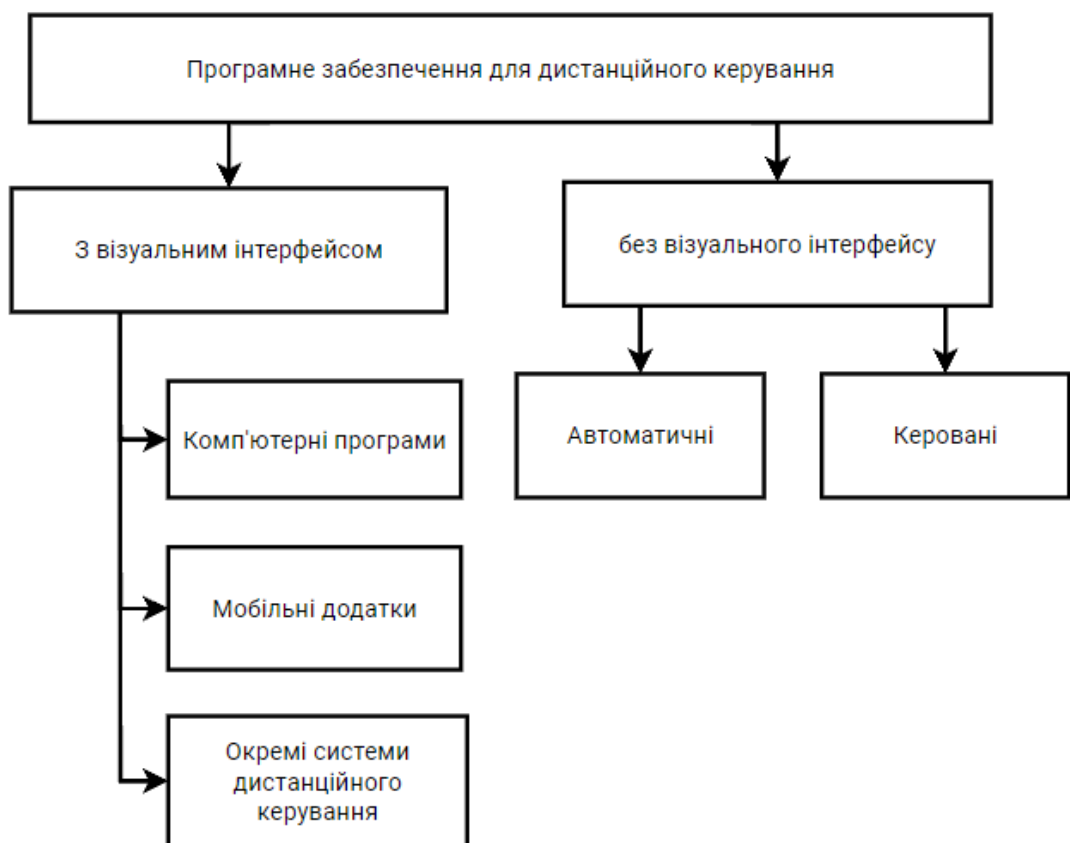 Програмне забезпечення для дистанційного керування
З візуальним інтерфейсом
без візуального інтерфейсу
Комп'ютерні програми
Автоматичні
Керовані
Мобільні додатки
Окремі системи
дистанційного
керування